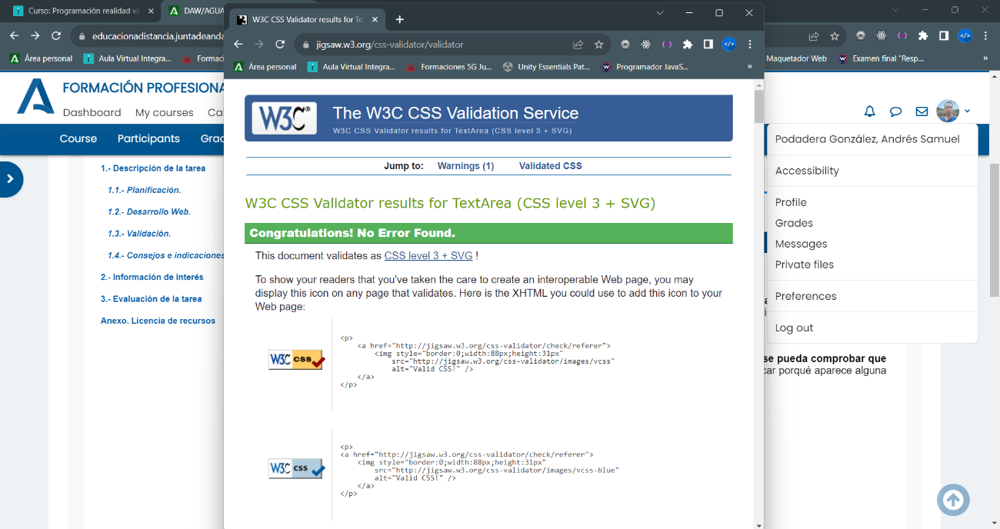 Curso: Programación realidad vi
DAW/AGUA
W3C CSS Validator results for Te
educacionadistancia.juntadeanda
jigsaw.w3.org/css-validator/validator
Área personal
Aula Virtual Integra...
Formaci
Área personal
Aula Virtual Integra...
Formaciones 5G Ju...
Unity Essentials Pat...
Programador JavaS...
»
Maquetador Web
Examen final "Resp...
»
FORMACIÓN PROFESIONA
Dashboard
My courses
Ca
Course
Participants
Grad
1.- Descripción de la tarea
1.1.- Planificación.
1.2.- Desarrollo Web.
1.3.- Validación.
1.4.- Consejos e indicaciones
2.- Información de interés
3.- Evaluación de la tarea
Anexo. Licencia de recursos
W3C®
The W3C CSS Validation Service
W3C CSS Validator results for TextArea (CSS level 3 + SVG)
Jump to: Warnings (1) Validated CSS
W3C CSS Validator results for TextArea (CSS level 3 + SVG)
Congratulations! No Error Found.
This document validates as CSS level 3 + SVG !
To show your readers that you've taken the care to create an interoperable Web page, you may
display this icon on any page that validates. Here is the XHTML you could use to add this icon to your
Web page:
W3C css
<p>
<a href="http://jigsaw.w3.org/css-validator/check/referer">
<img style="border:0;width:88px;height:31px"
src="http://jigsaw.w3.org/css-validator/images/vcss"
alt="Valid CSS!" />
</a>
</p>
W3C css
<p>
<a href="http://jigsaw.w3.org/css-validator/check/referer">
<img style="border:0;width:88px;height:31px"
src="http://jigsaw.w3.org/css-validator/images/vcss-blue"
alt="Valid CSS!" />
</a>
</p>
Podadera González, Andrés Samuel
Accessibility
Profile
Grades
Messages
Private files
Preferences
Log out
se pueda comprobar que
car porqué aparece alguna